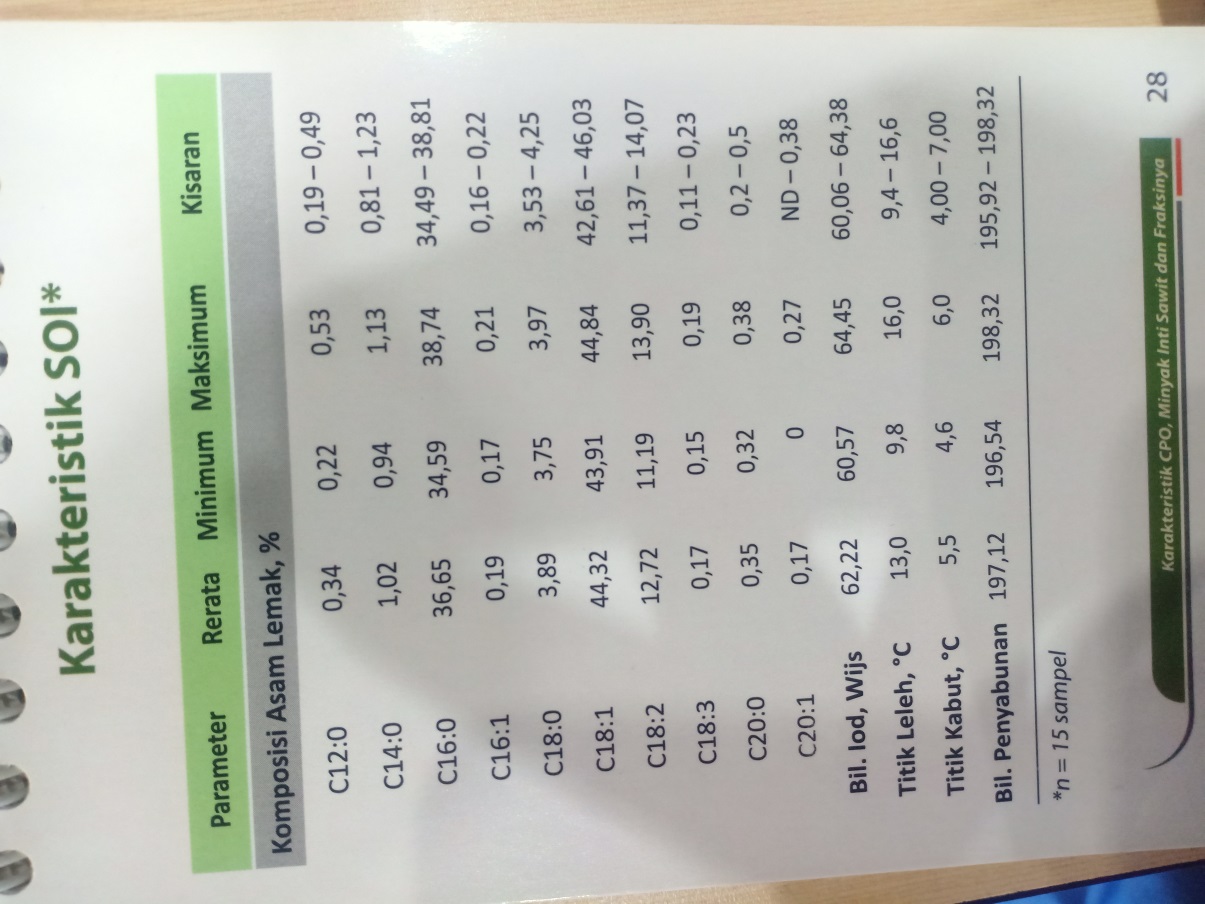 Karakteristik SOl*
Parameter Rerata Minimum Maksimum Kisaran
Komposisi Asam Lemak, %
C12:0 0,34 0,22 0,53 0,19 – 0,49
C14:0 1,02 0,94 1,13 0,81 – 1,23
C16:0 36,65 34,59 38,74 34,49 – 38,81
C16:1 0,19 0,17 0,21 0,16 – 0,22
C18:0 3,89 3,75 3,97 3,53 – 4,25
C18:1 44,32 43,91 44,84 42,61 – 46,03
C18:2 12,72 11,19 13,90 11,37 – 14,07
C18:3 0,17 0,15 0,19 0,11 – 0,23
C20:0 0,35 0,32 0,38 0,2 – 0,5
C20:1 0,17 0 0,27 ND – 0,38
Bil. Iod, Wijs 62,22 60,57 64,45 60,06 – 64,38
Titik Leleh, °C 13,0 9,8 16,0 9,4 – 16,6
Titik Kabut, °C 5,5 4,6 6,0 4,00 – 7,00
Bil. Penyabunan 197,12 196,54 198,32 195,92 – 198,32
*n = 15 sampel
Karakteristik CPO, Minyak Inti Sawit dan Fraksinya 28